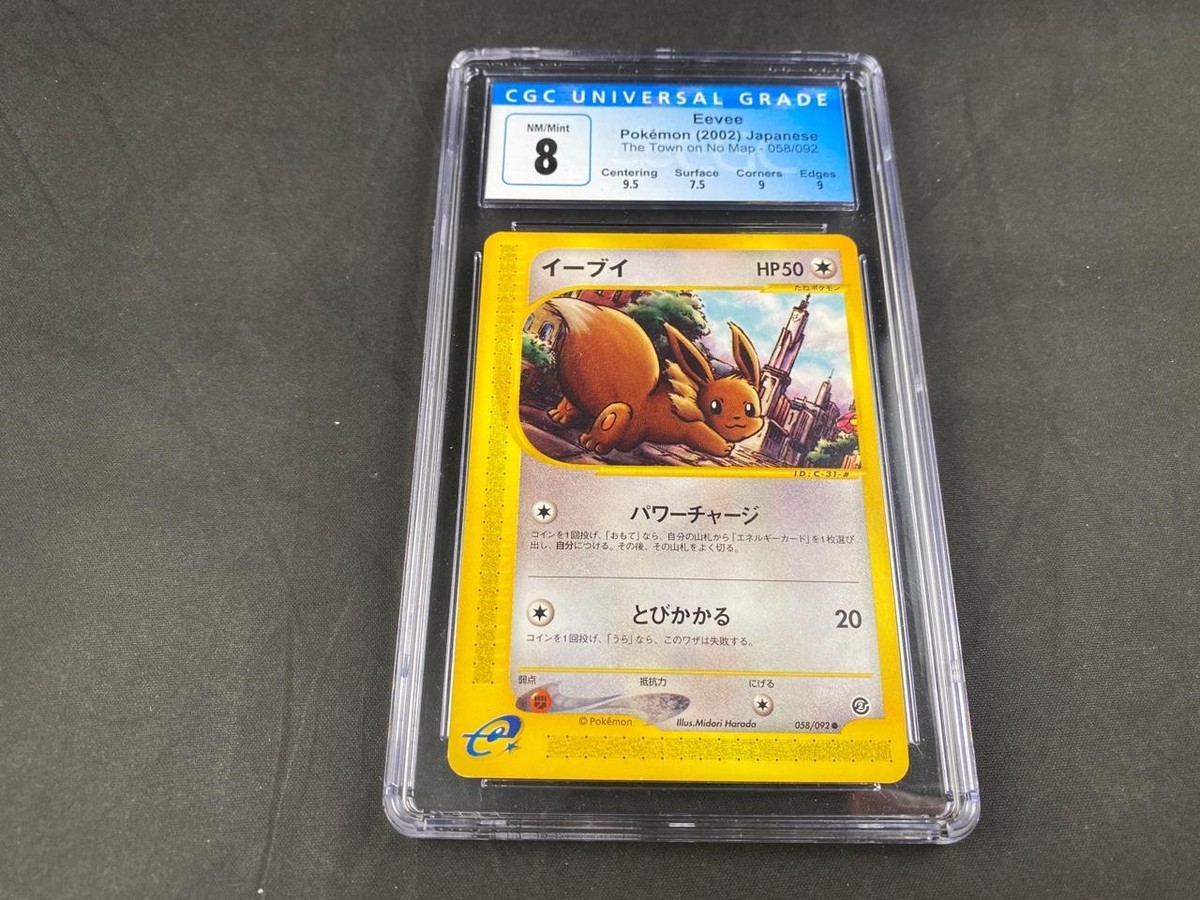 CGC UNIVERSAL GRADE
NM/Mint
8
Eevee
Pokémon (2002) Japanese
The Town on No Map - 058/092
Centering Surface Corners Edges
9.5 7.5 9 9
イーブイ HP50
たねポケモン
ID:C-31-#
パワーチャージ
コインを1回投げ、「おもて」なら、自分の山札から「エネルギーカード」を1枚選び
出し、自分につける。その後、その山札をよく切る。
とびかかる 20
コインを1回投げ、「うら」なら、このワザは失敗する。
弱点 抵抗力 にげる
© Pokémon Illus.Midori Harada 058/092
e